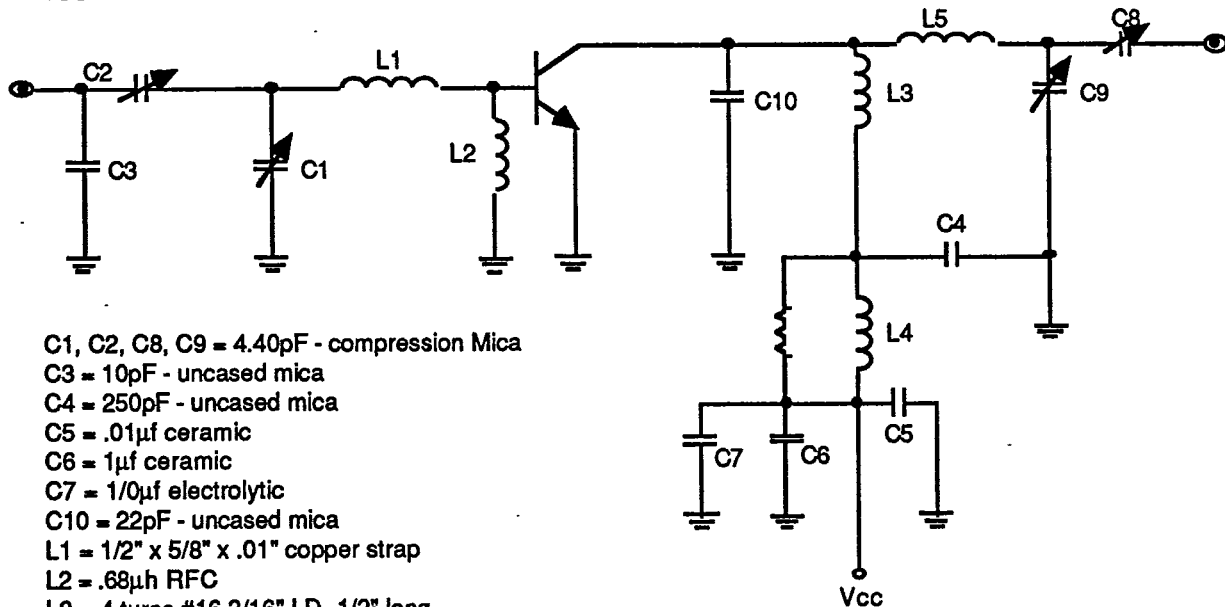 C8
L5
C2
L1
C10
L3
C9
C3
C1
L2
C4
L4
C1, C2, C8, C9 = 4.40pF - compression Mica
C3 = 10pF - uncased mica
C4 = 250pF - uncased mica
C5 = .01µf ceramic
C6 = 1µf ceramic
C7 = 1/0µf electrolytic
C10 = 22pF - uncased mica
L1 = 1/2" x 5/8" x .01" copper strap
L2 = .68µh RFC
C7
C6
C5
Vcc